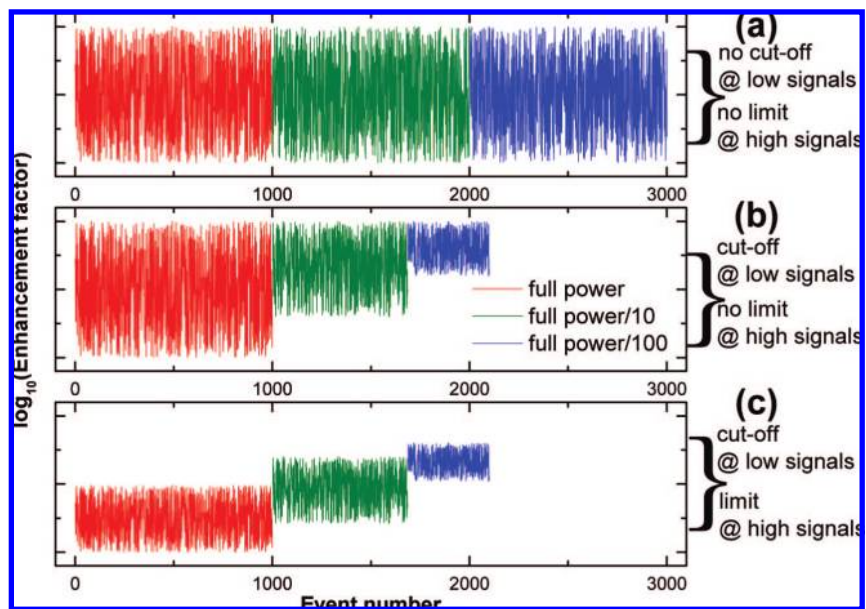 (a)
no cut-off
@ low signals
no limit
@ high signals
0 1000 2000 3000
(b)
cut-off
@ low signals
no limit
@ high signals
full power
full power/10
full power/100
0 1000 2000 3000
(c)
cut-off
@ low signals
limit
@ high signals
0 1000 2000 3000
log10(Enhancement factor)
Event number